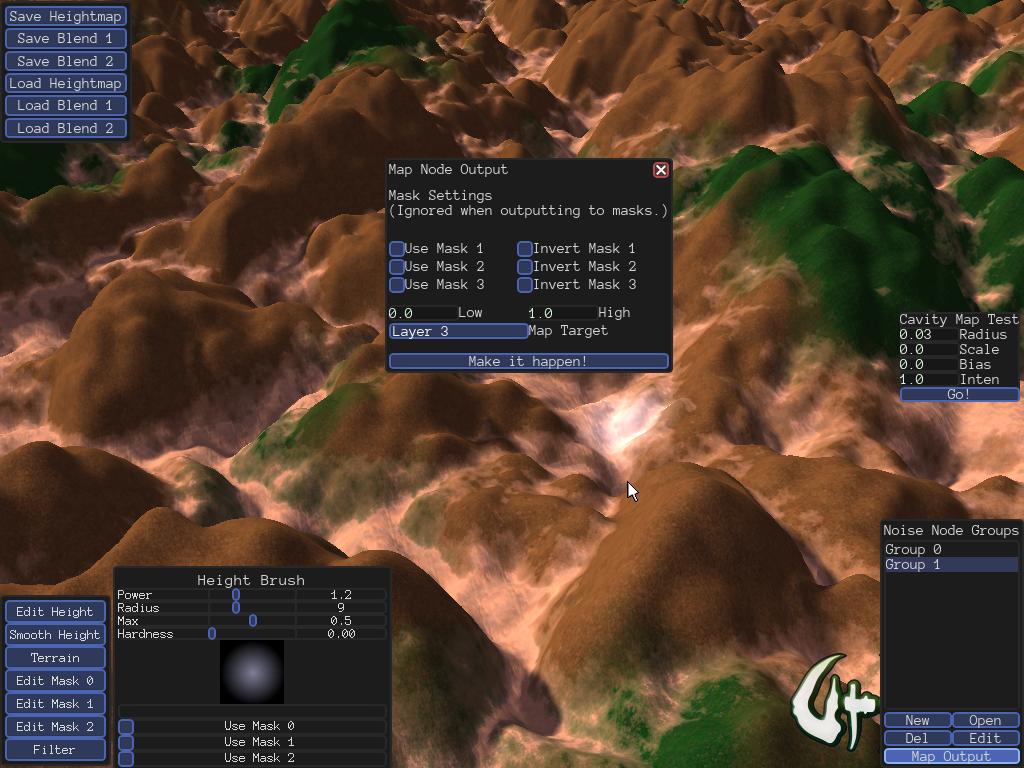 Save Heightmap
Save Blend 1
Save Blend 2
Load Heightmap
Load Blend 1
Load Blend 2
Map Node Output
Mask Settings
(Ignored when outputting to masks.)
Use Mask 1 Invert Mask 1
Use Mask 2 Invert Mask 2
Use Mask 3 Invert Mask 3
0.0 Low 1.0 High
Layer 3 Map Target
Make it happen!
Cavity Map Test
0.03 Radius
0.0 Scale
0.0 Bias
1.0 Inten
Go!
Edit Height
Smooth Height
Terrain
Edit Mask 0
Edit Mask 1
Edit Mask 2
Filter
Height Brush
Power 1.2
Radius 9
Max 0.5
Hardness 0.00
Use Mask 0
Use Mask 1
Use Mask 2
Noise Node Groups
Group 0
Group 1
New Open
Del Edit
Map Output